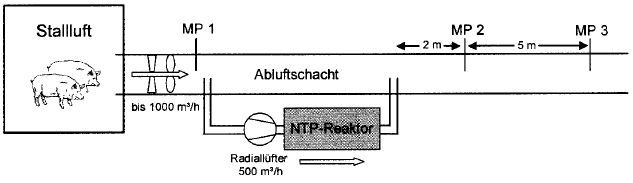 Stallluft
MP 1
MP 2
MP 3
2 m
5 m
Abluftschacht
bis 1000 m³/h
NTP-Reaktor
Radiallüfter
500 m³/h